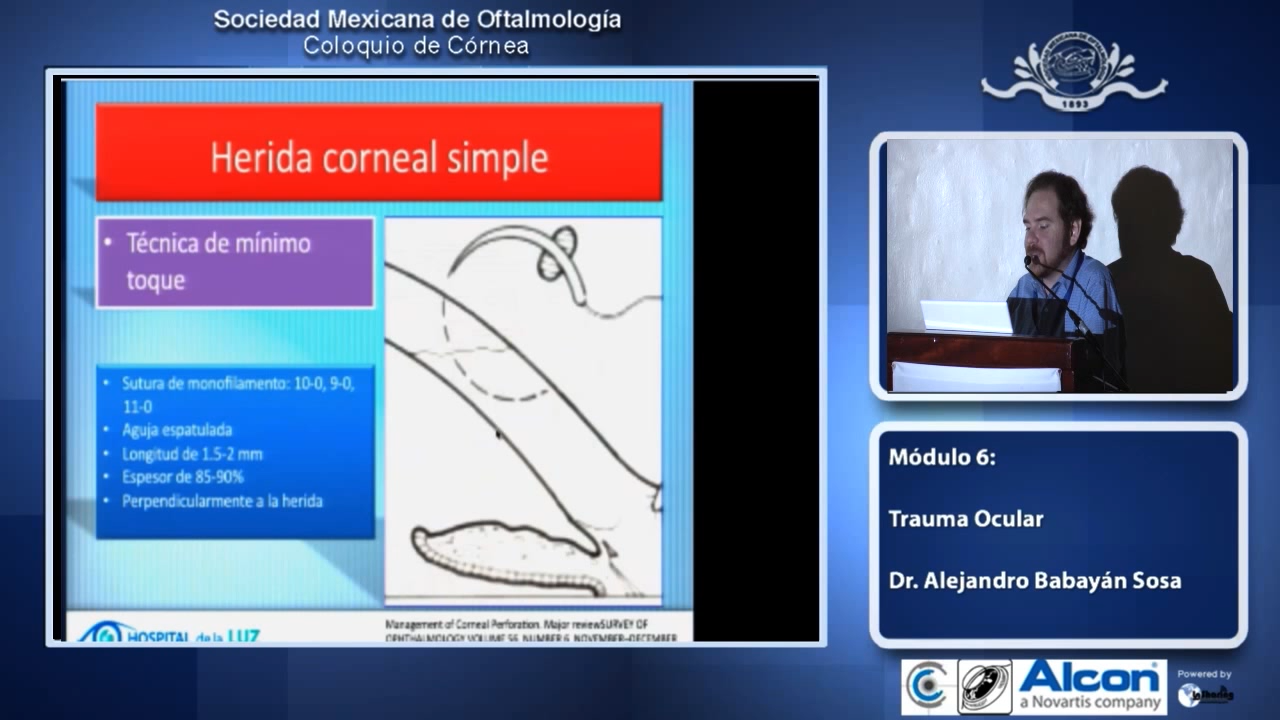 Sociedad Mexicana de Oftalmología
Coloquio de Córnea
Herida corneal simple
• Técnica de mínimo
toque
• Sutura de monofilamento: 10-0, 9-0,
11-0
• Aguja espatulada
• Longitud de 1.5-2 mm
• Espesor de 85-90%
• Perpendicularmente a la herida
HOSPITAL de la LUZ
Management of Corneal Perforation. Major reviewSURVEY OF
OPHTHALMOLOGY VOLUME 56, NUMBER 6, NOVEMBER-DECEMBER
1893
Módulo 6:
Trauma Ocular
Dr. Alejandro Babayán Sosa
Alcon
a Novartis company
Powered by